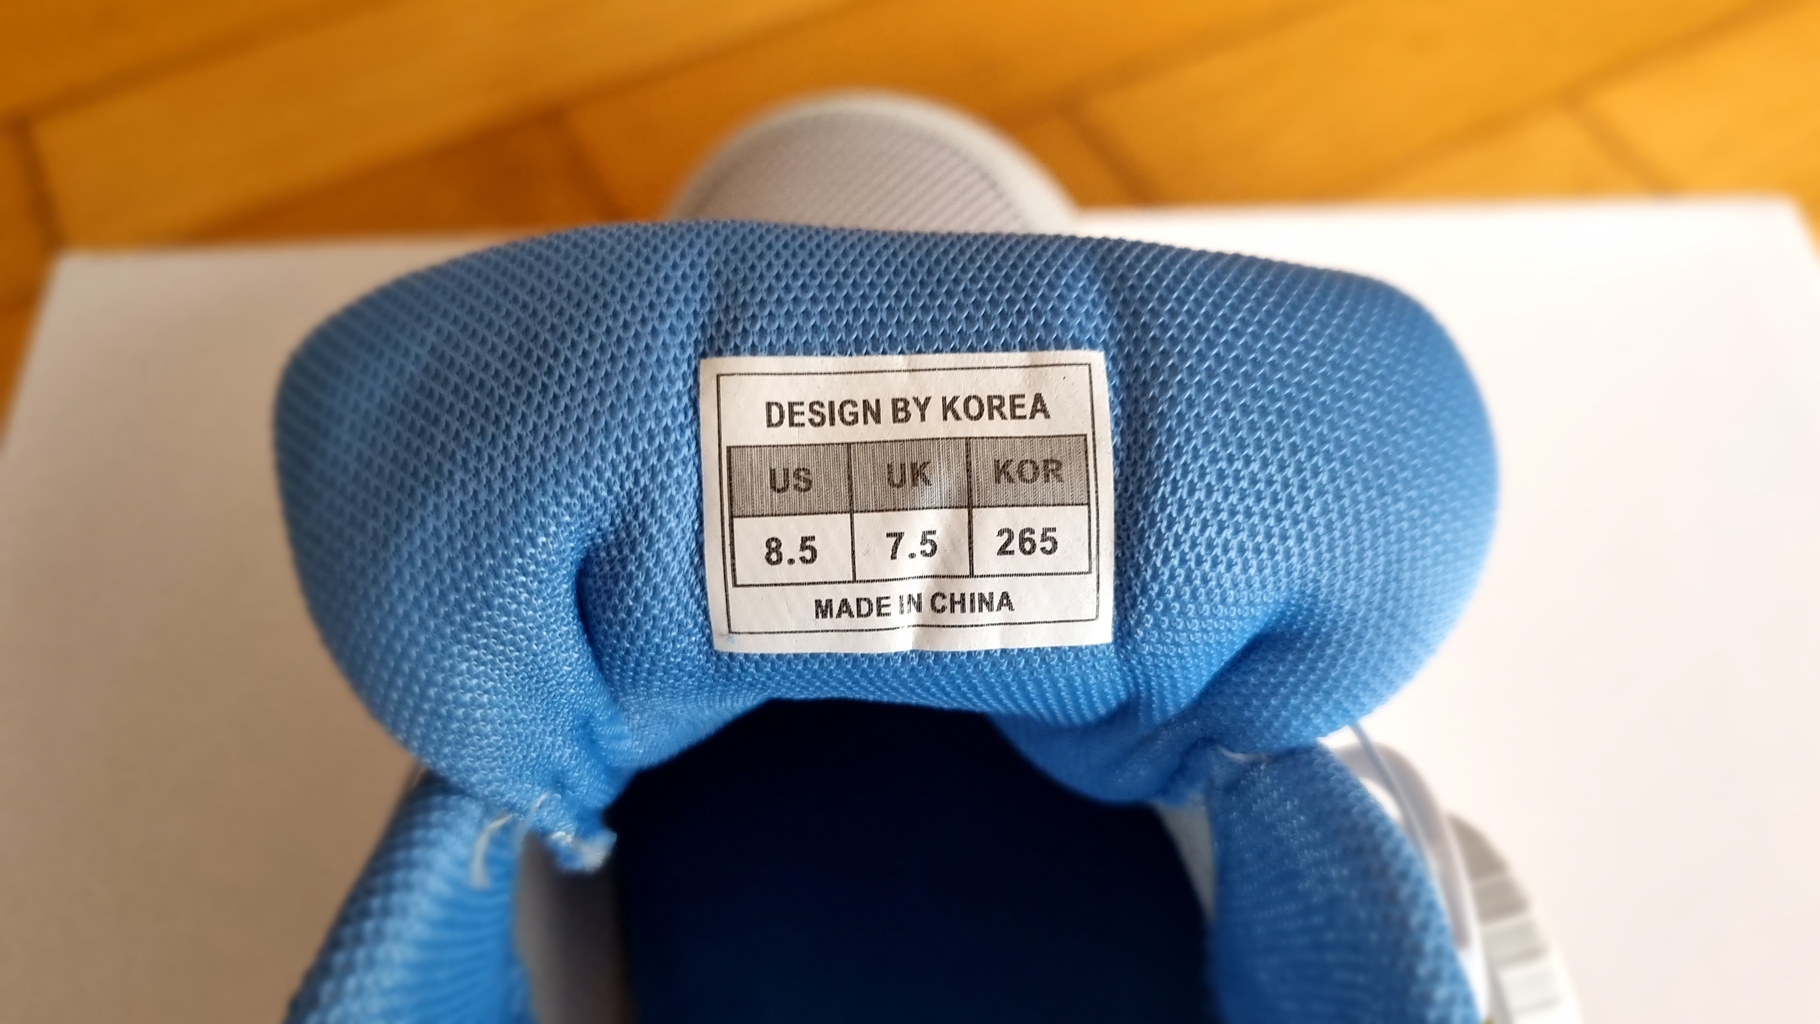 DESIGN BY KOREA
US UK KOR
8.5 7.5 265
MADE IN CHINA